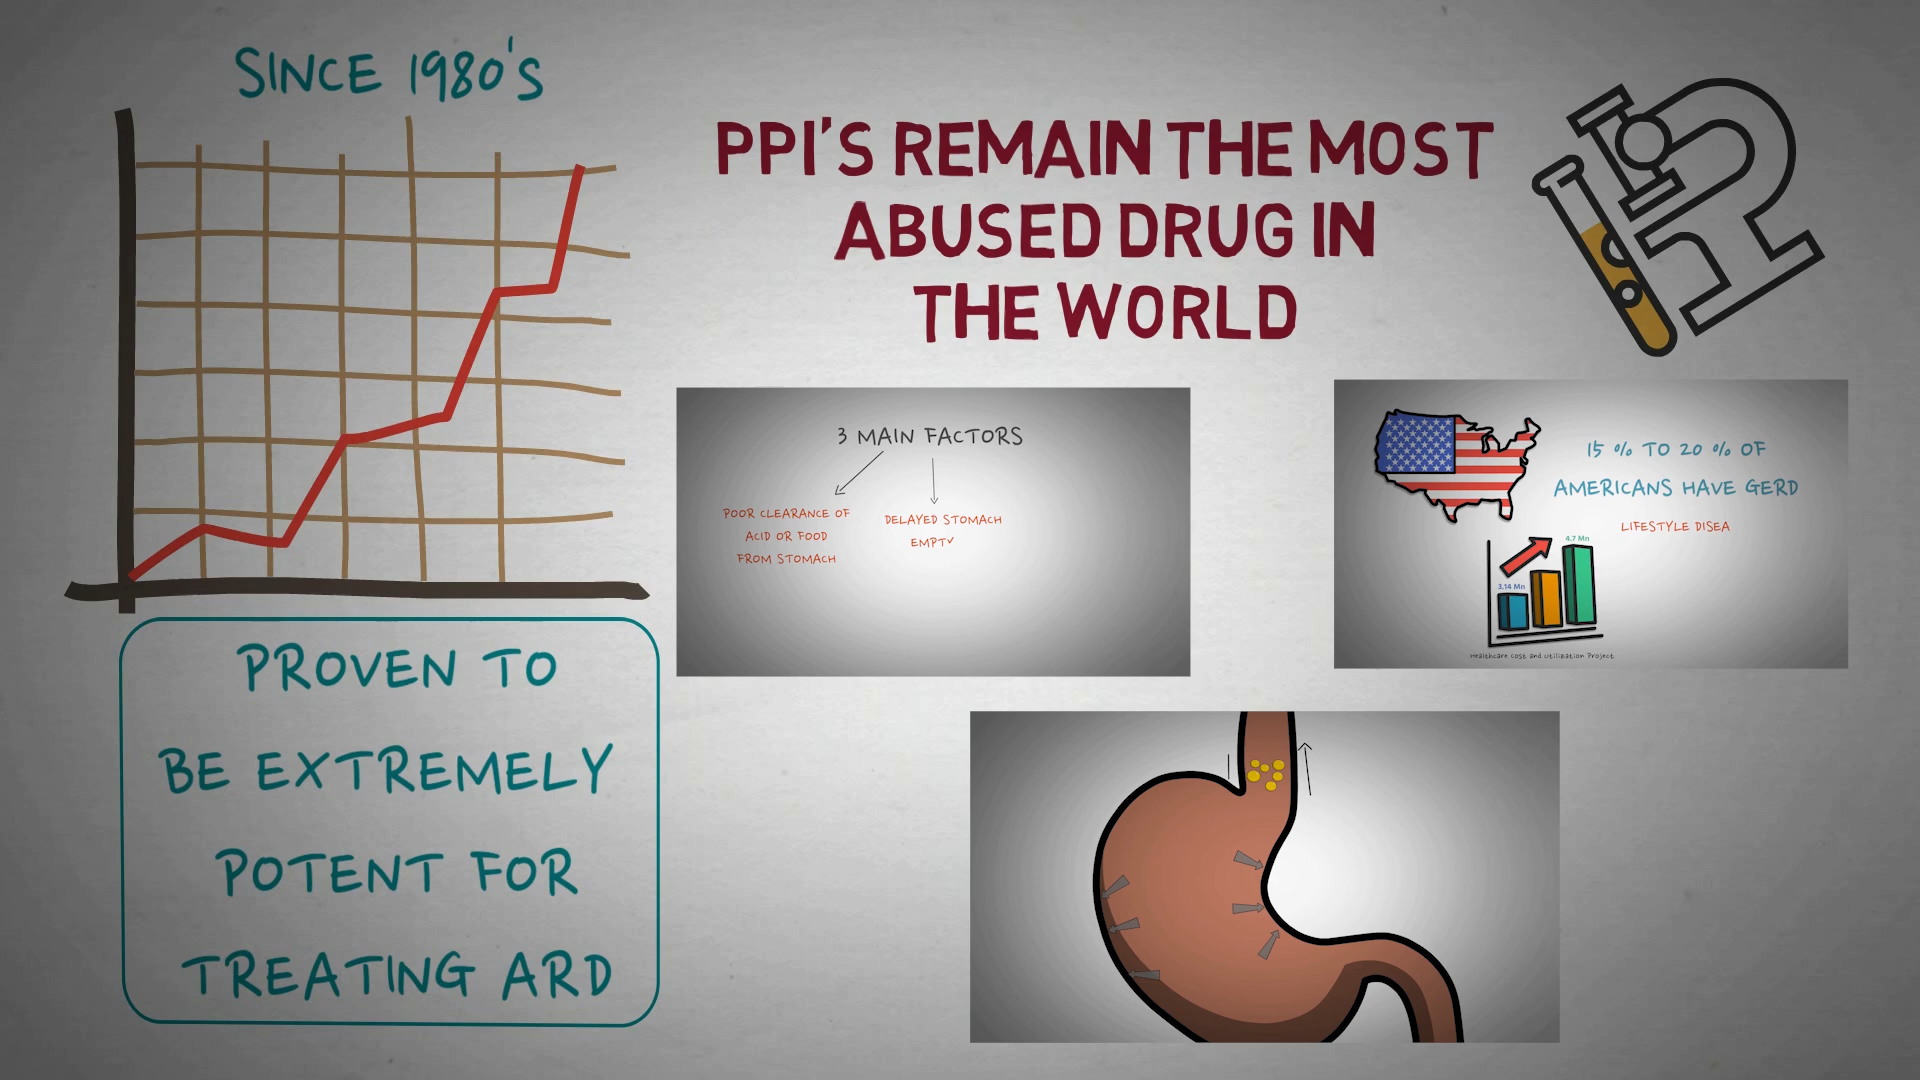 SINCE 1980'S
PPI'S REMAIN THE MOST
ABUSED DRUG IN
THE WORLD
3 MAIN FACTORS
POOR CLEARANCE OF
ACID OR FOOD
FROM STOMACH
DELAYED STOMACH
EMPTY
15 % TO 20 % OF
AMERICANS HAVE GERD
LIFESTYLE DISEA
4.7 Mn
3.14 Mn
Healthcare Cost and Utilization Project
PROVEN TO
BE EXTREMELY
POTENT FOR
TREATING ARD